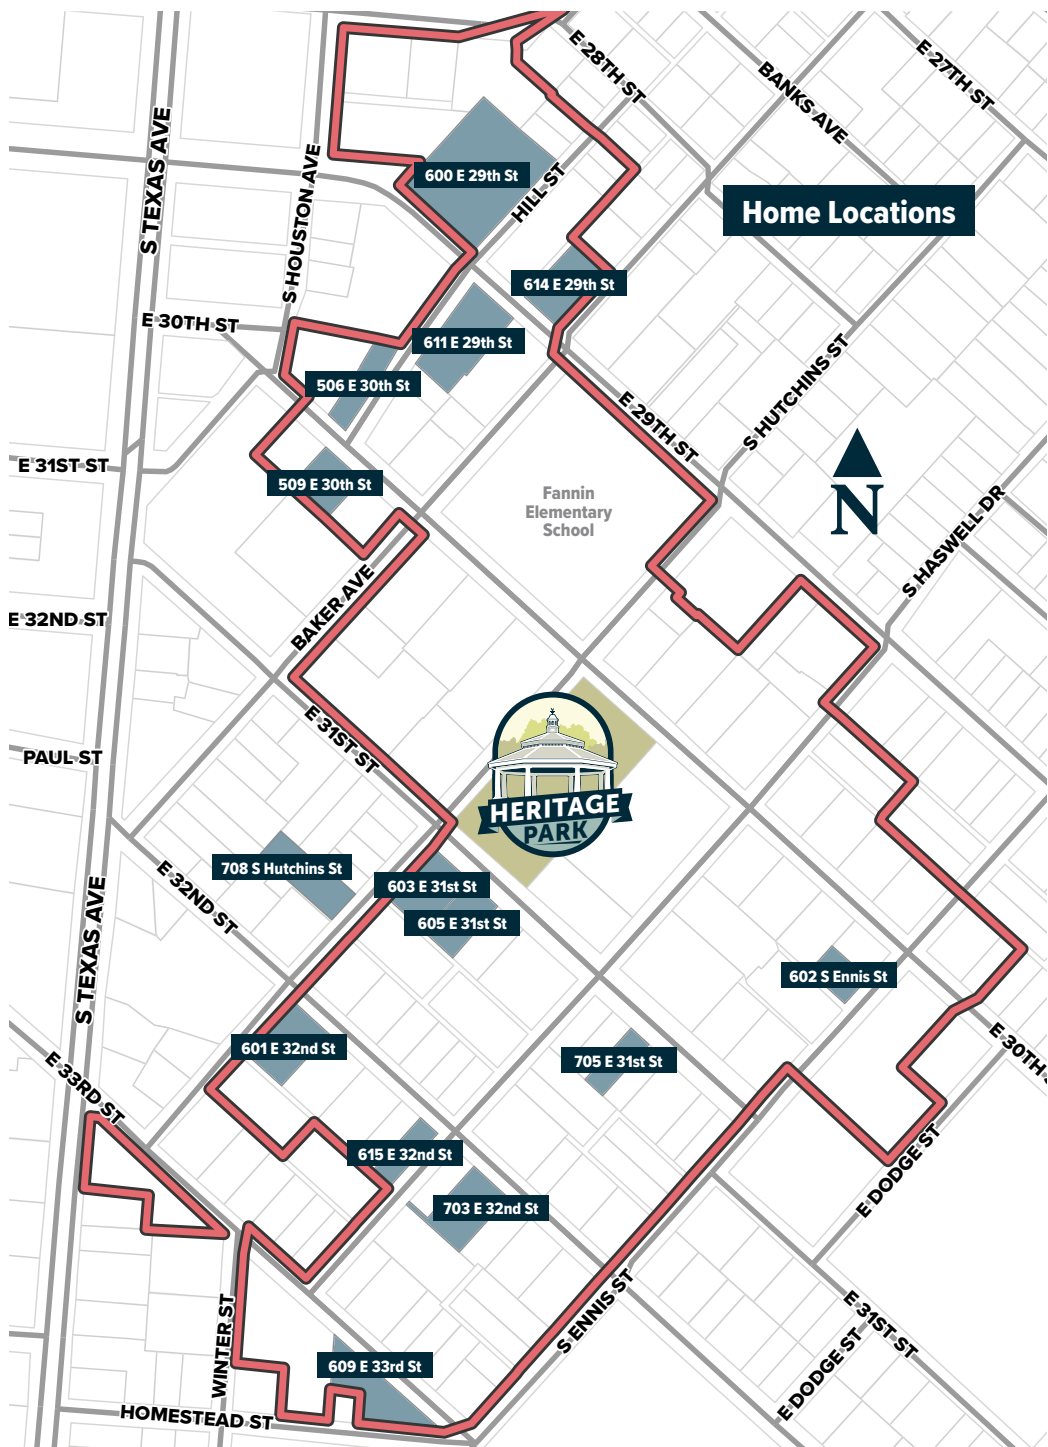 E 28TH ST
BANKS AVE
E 27TH ST
S TEXAS AVE
S HOUSTON AVE
600 E 29th St
HILL ST
Home Locations
614 E 29th St
E 30TH ST
611 E 29th St
506 E 30th St
E 29TH ST
S HUTCHINS ST
E 31ST ST
509 E 30th St
Fannin
Elementary
School
N
S HASWELL DR
BAKER AVE
E 32ND ST
E 31ST ST
PAUL ST
HERITAGE
PARK
708 S Hutchins St
603 E 31st St
605 E 31st St
E 32ND ST
S TEXAS AVE
602 S Ennis St
601 E 32nd St
705 E 31st St
E 30TH S
E 33RD ST
615 E 32nd St
703 E 32nd St
E DODGE ST
S ENNIS ST
E 31ST ST
E DODGE ST
WINTER ST
609 E 33rd St
HOMESTEAD ST